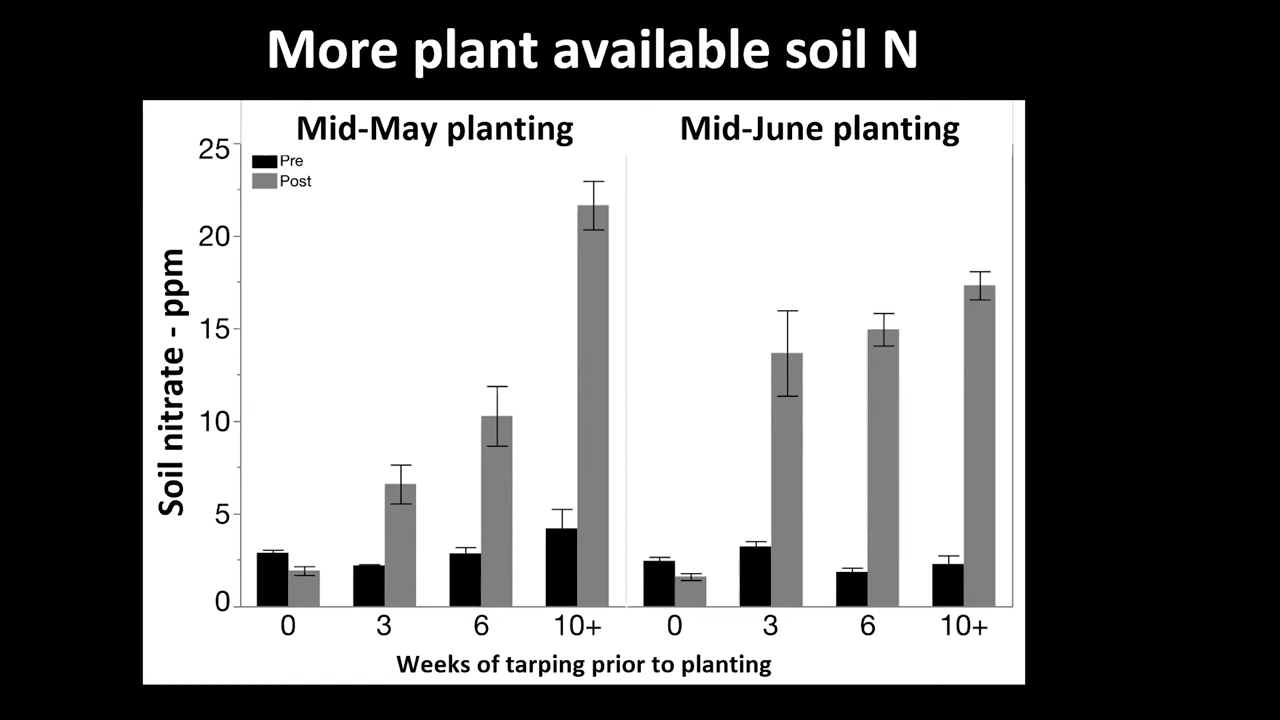 More plant available soil N
Mid-May planting
Mid-June planting
Pre
Post
Soil nitrate - ppm
25
20
15
10
5
0
0 3 6 10+ 0 3 6 10+
Weeks of tarping prior to planting